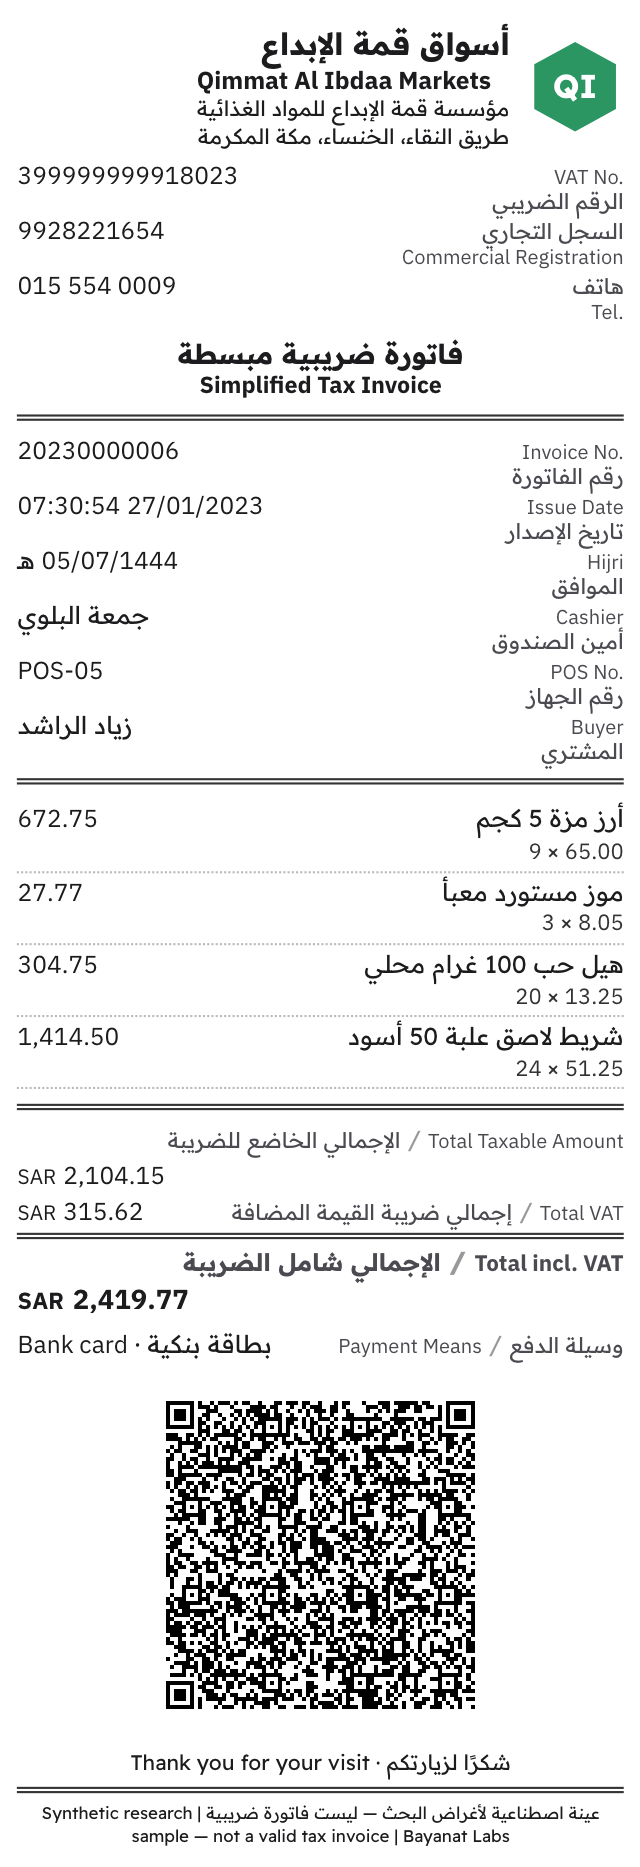 QI
أسواق قمة الإبداع
Qimmat Al Ibdaa Markets
مؤسسة قمة الإبداع للمواد الغذائية
طريق النقاء، الخنساء، مكة المكرمة
VAT No. 399999999918023
الرقم الضريبي
السجل التجاري 9928221654
Commercial Registration
هاتف 015 554 0009
Tel.
فاتورة ضريبية مبسطة
Simplified Tax Invoice
Invoice No. 20230000006
رقم الفاتورة
Issue Date 07:30:54 27/01/2023
تاريخ الإصدار
Hijri 05/07/1444 هـ
الموافق
Cashier جمعة البلوي
أمين الصندوق
POS No. POS-05
رقم الجهاز
Buyer زياد الراشد
المشتري
أرز مزة 5 كجم 672.75
9 × 65.00
موز مستورد معبأ 27.77
3 × 8.05
هيل حب 100 غرام محلي 304.75
20 × 13.25
شريط لاصق علبة 50 أسود 1,414.50
24 × 51.25
Total Taxable Amount / الإجمالي الخاضع للضريبة
SAR 2,104.15
Total VAT / إجمالي ضريبة القيمة المضافة SAR 315.62
Total incl. VAT / الإجمالي شامل الضريبة
SAR 2,419.77
وسيلة الدفع / Payment Means بطاقة بنكية · Bank card
شكرًا لزيارتكم · Thank you for your visit
عينة اصطناعية لأغراض البحث — ليست فاتورة ضريبية | Synthetic research
sample — not a valid tax invoice | Bayanat Labs